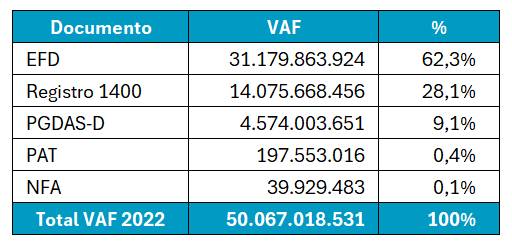 Documento VAF %
EFD 31.179.863.924 62,3%
Registro 1400 14.075.668.456 28,1%
PGDAS-D 4.574.003.651 9,1%
PAT 197.553.016 0,4%
NFA 39.929.483 0,1%
Total VAF 2022 50.067.018.531 100%